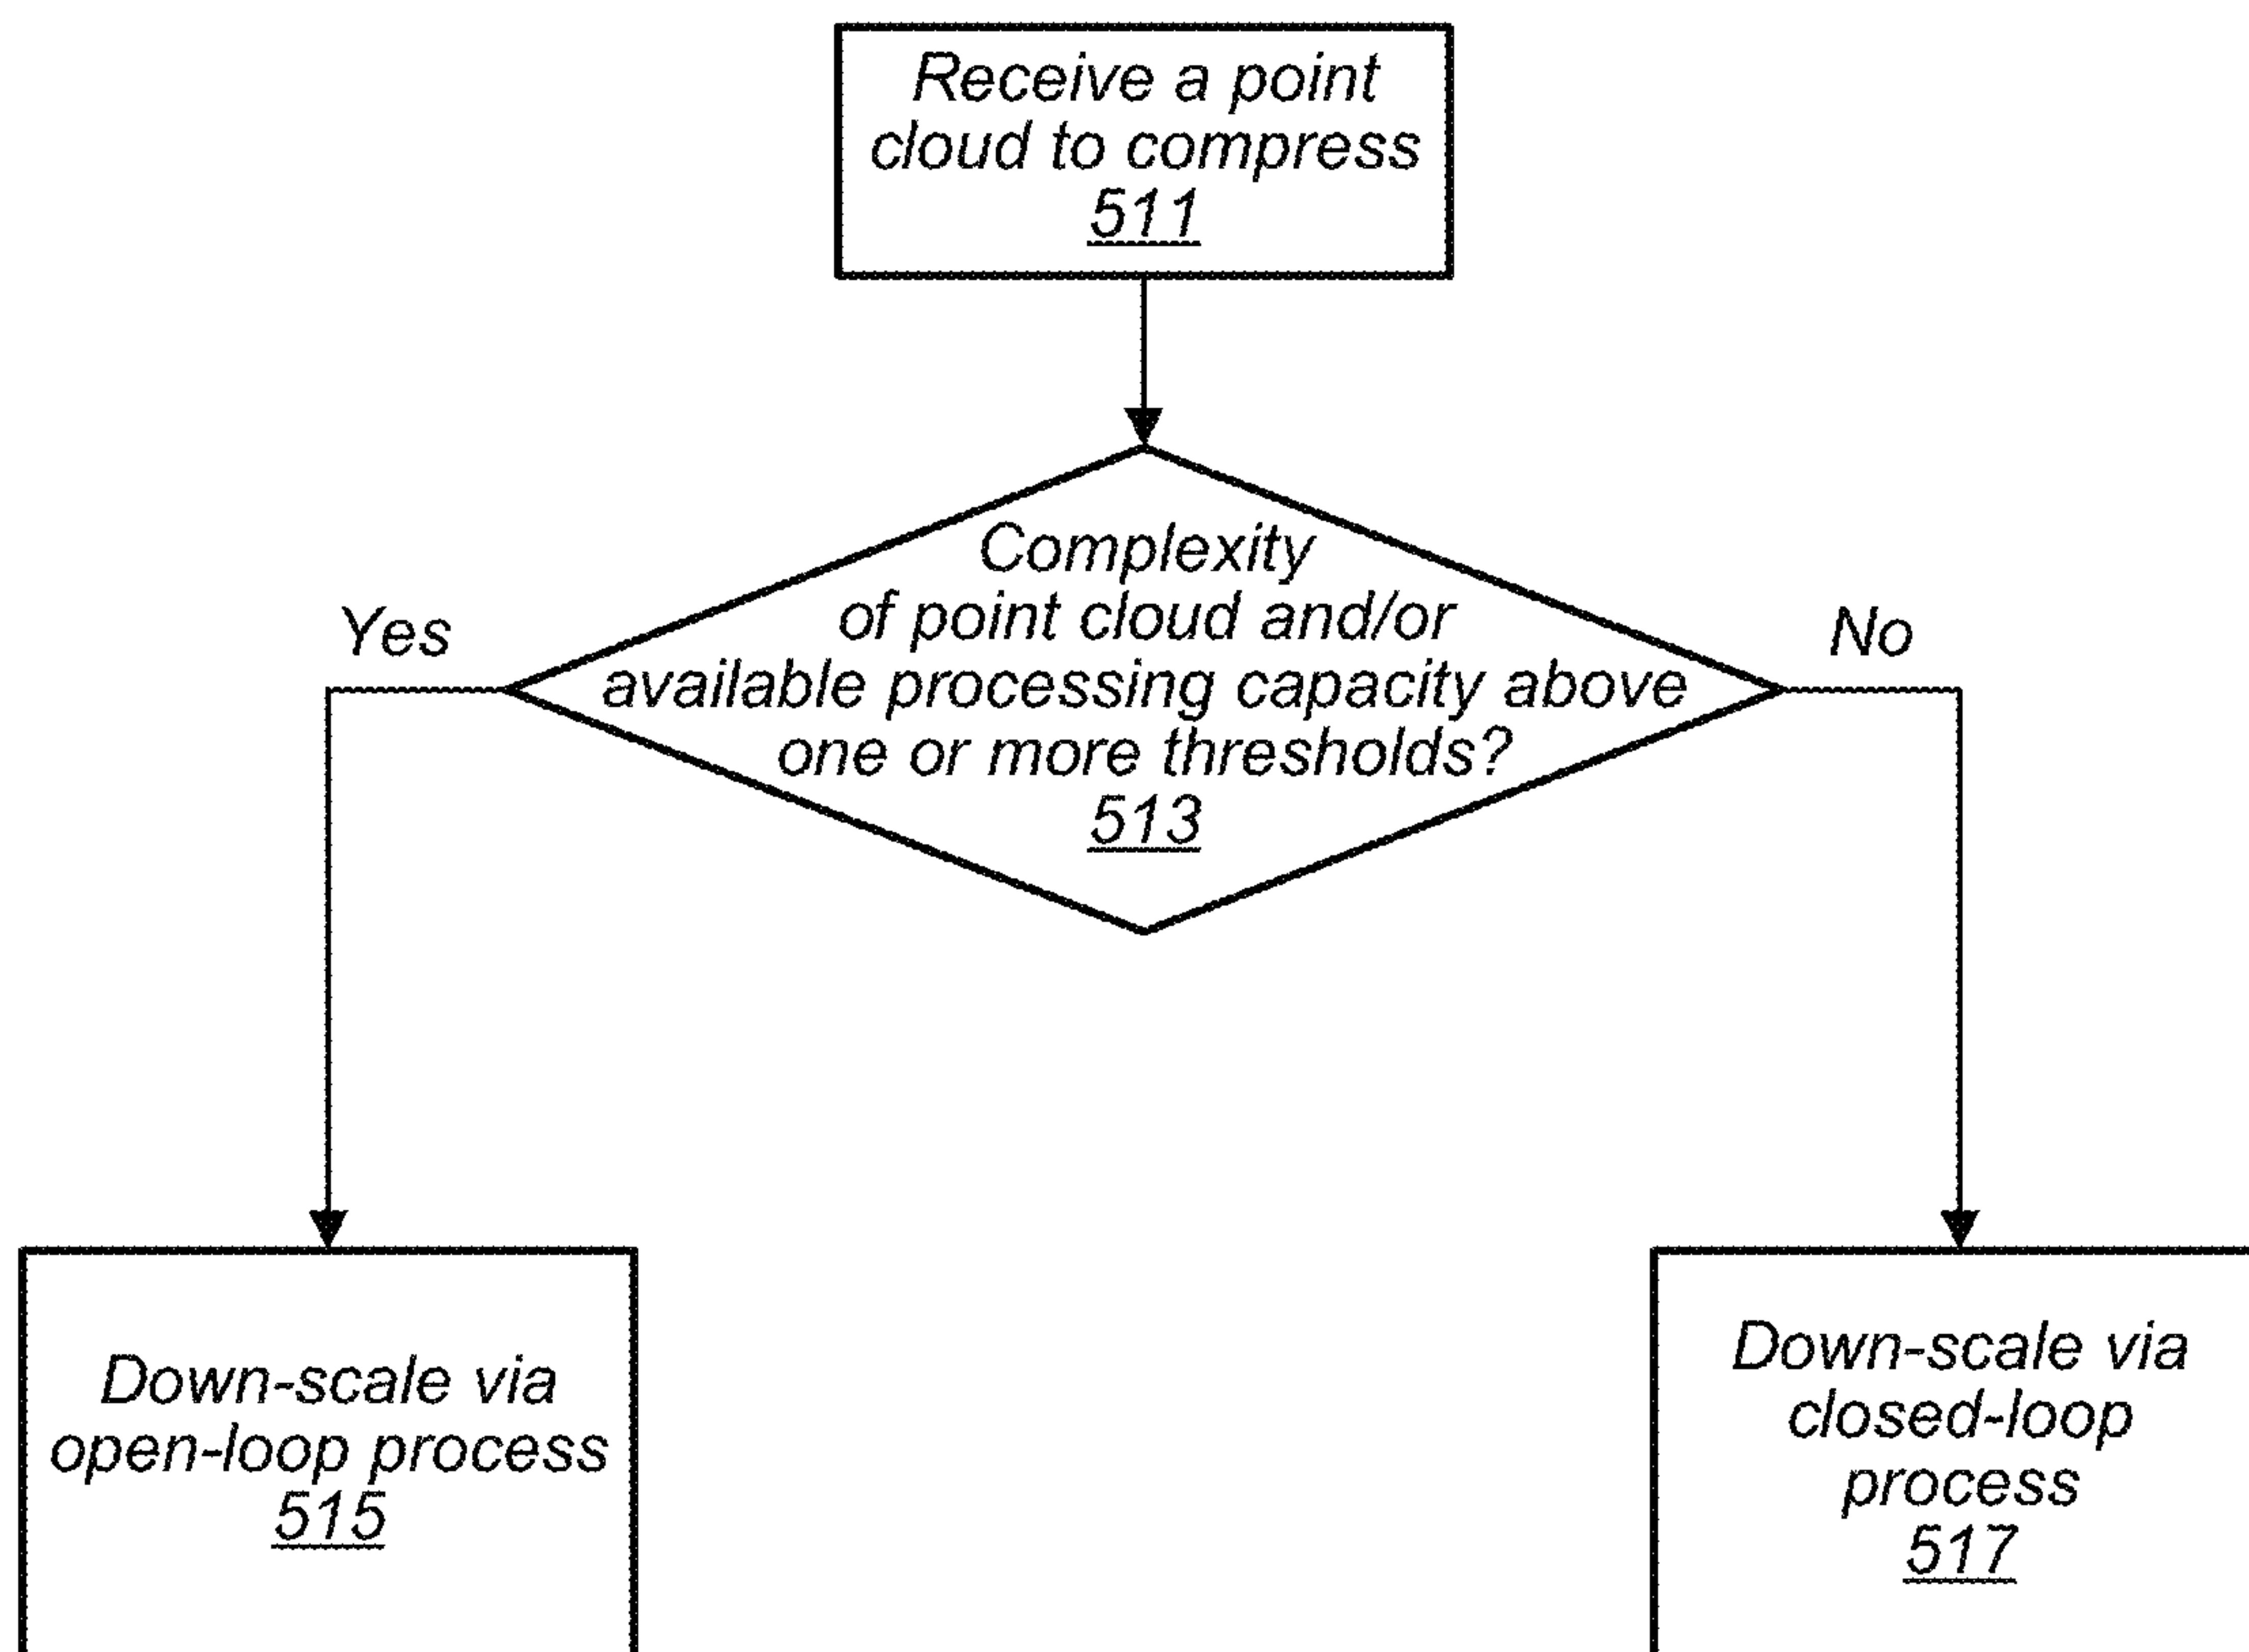 Receive a point
cloud to compress
511
Complexity
of point cloud and/or
available processing capacity above
one or more thresholds?
513
Yes
No
Down-scale via
open-loop process
515
Down-scale via
closed-loop
process
517